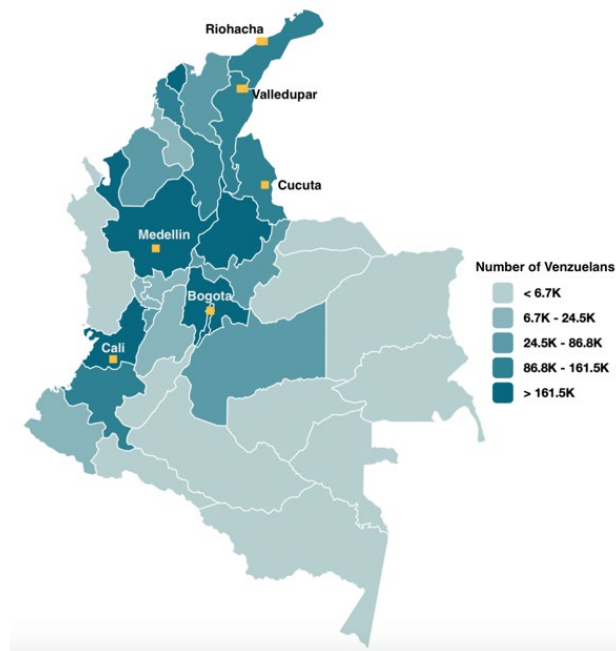 Riohacha
Valledupar
Cucuta
Medellin
Bogota
Cali
Number of Venzuelans
< 6.7K
6.7K - 24.5K
24.5K - 86.8K
86.8K - 161.5K
> 161.5K